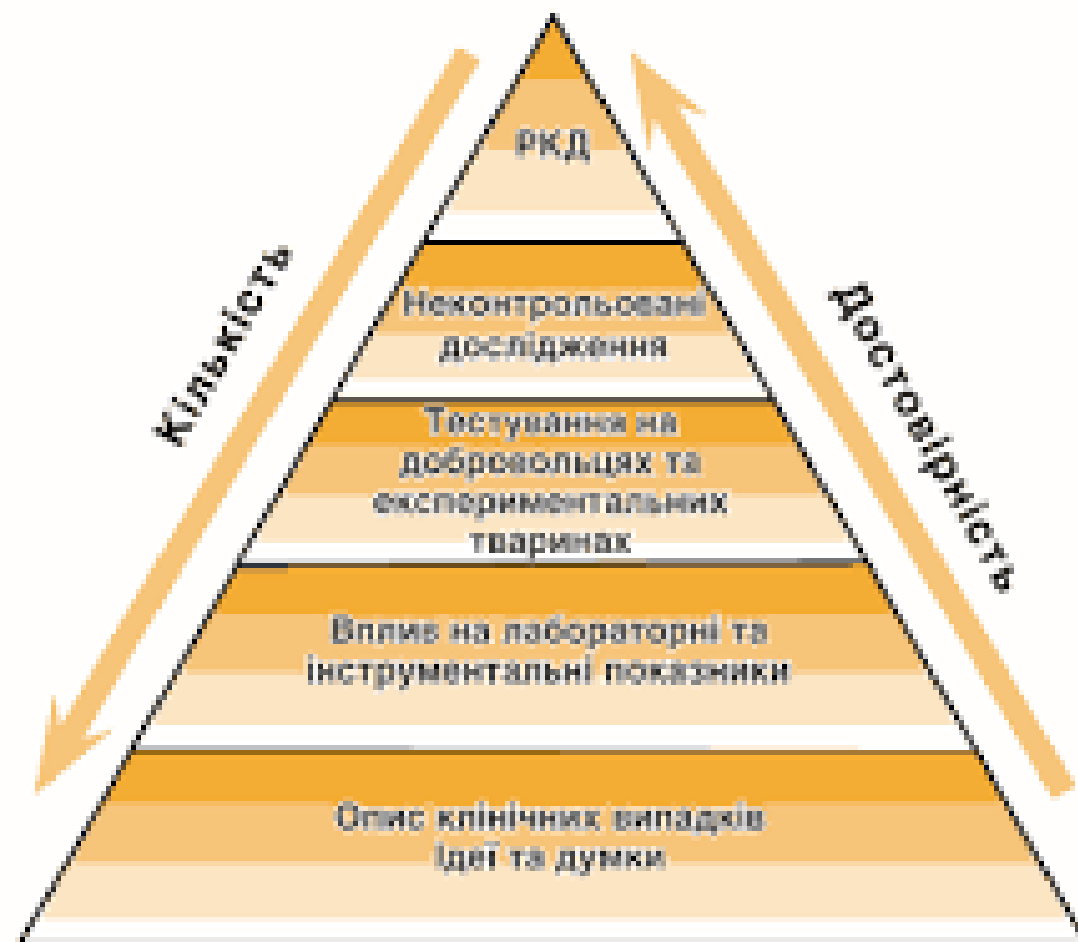 РКД
Кількість
Достовірність
Неконтрольовані
дослідження
Тестування на
добровольцях та
експериментальних
тваринах
Вплив на лабораторні та
інструментальні показники
Опис клінічних випадків
Ідеї та думки